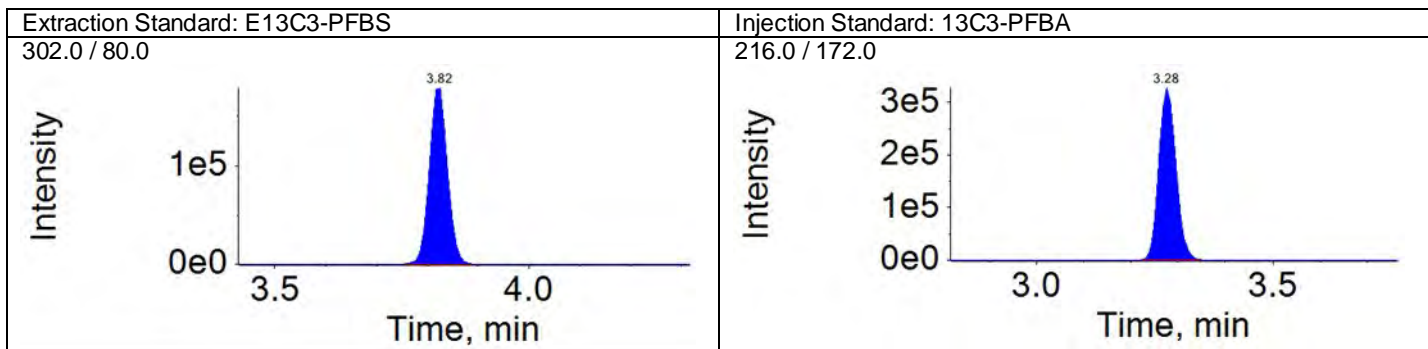 Extraction Standard: E13C3-PFBS
302.0 / 80.0
3.82
Intensity
1e5
0e0
3.5 4.0
Time, min
Injection Standard: 13C3-PFBA
216.0 / 172.0
3.28
Intensity
3e5
2e5
1e5
0e0
3.0 3.5
Time, min